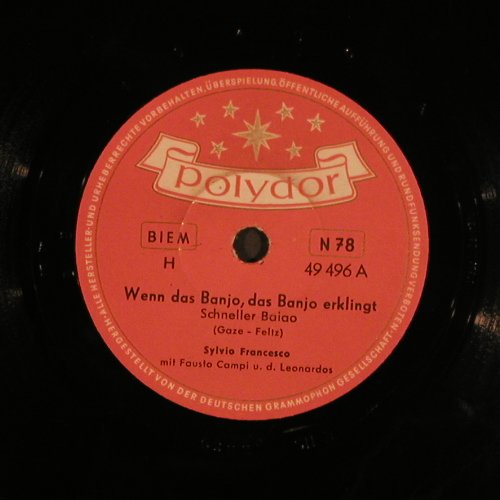 ALLE HERSTELLER- UND URHEBERRECHTE VORBEHALTEN, ÜBERSPIELUNG, ÖFFENTLICHE AUFFÜHRUNG UND RUNDFUNKSENDUNG VERBOTEN.
Polydor
BIEM
N 78
H
49 496 A
Wenn das Banjo, das Banjo erklingt
Schneller Baiao
(Gaze - Feltz)
Sylvio Francesco
mit Fausto Campi u. d. Leonardos
HERGESTELLT VON DER DEUTSCHEN GRAMMOPHON GESELLSCHAFT